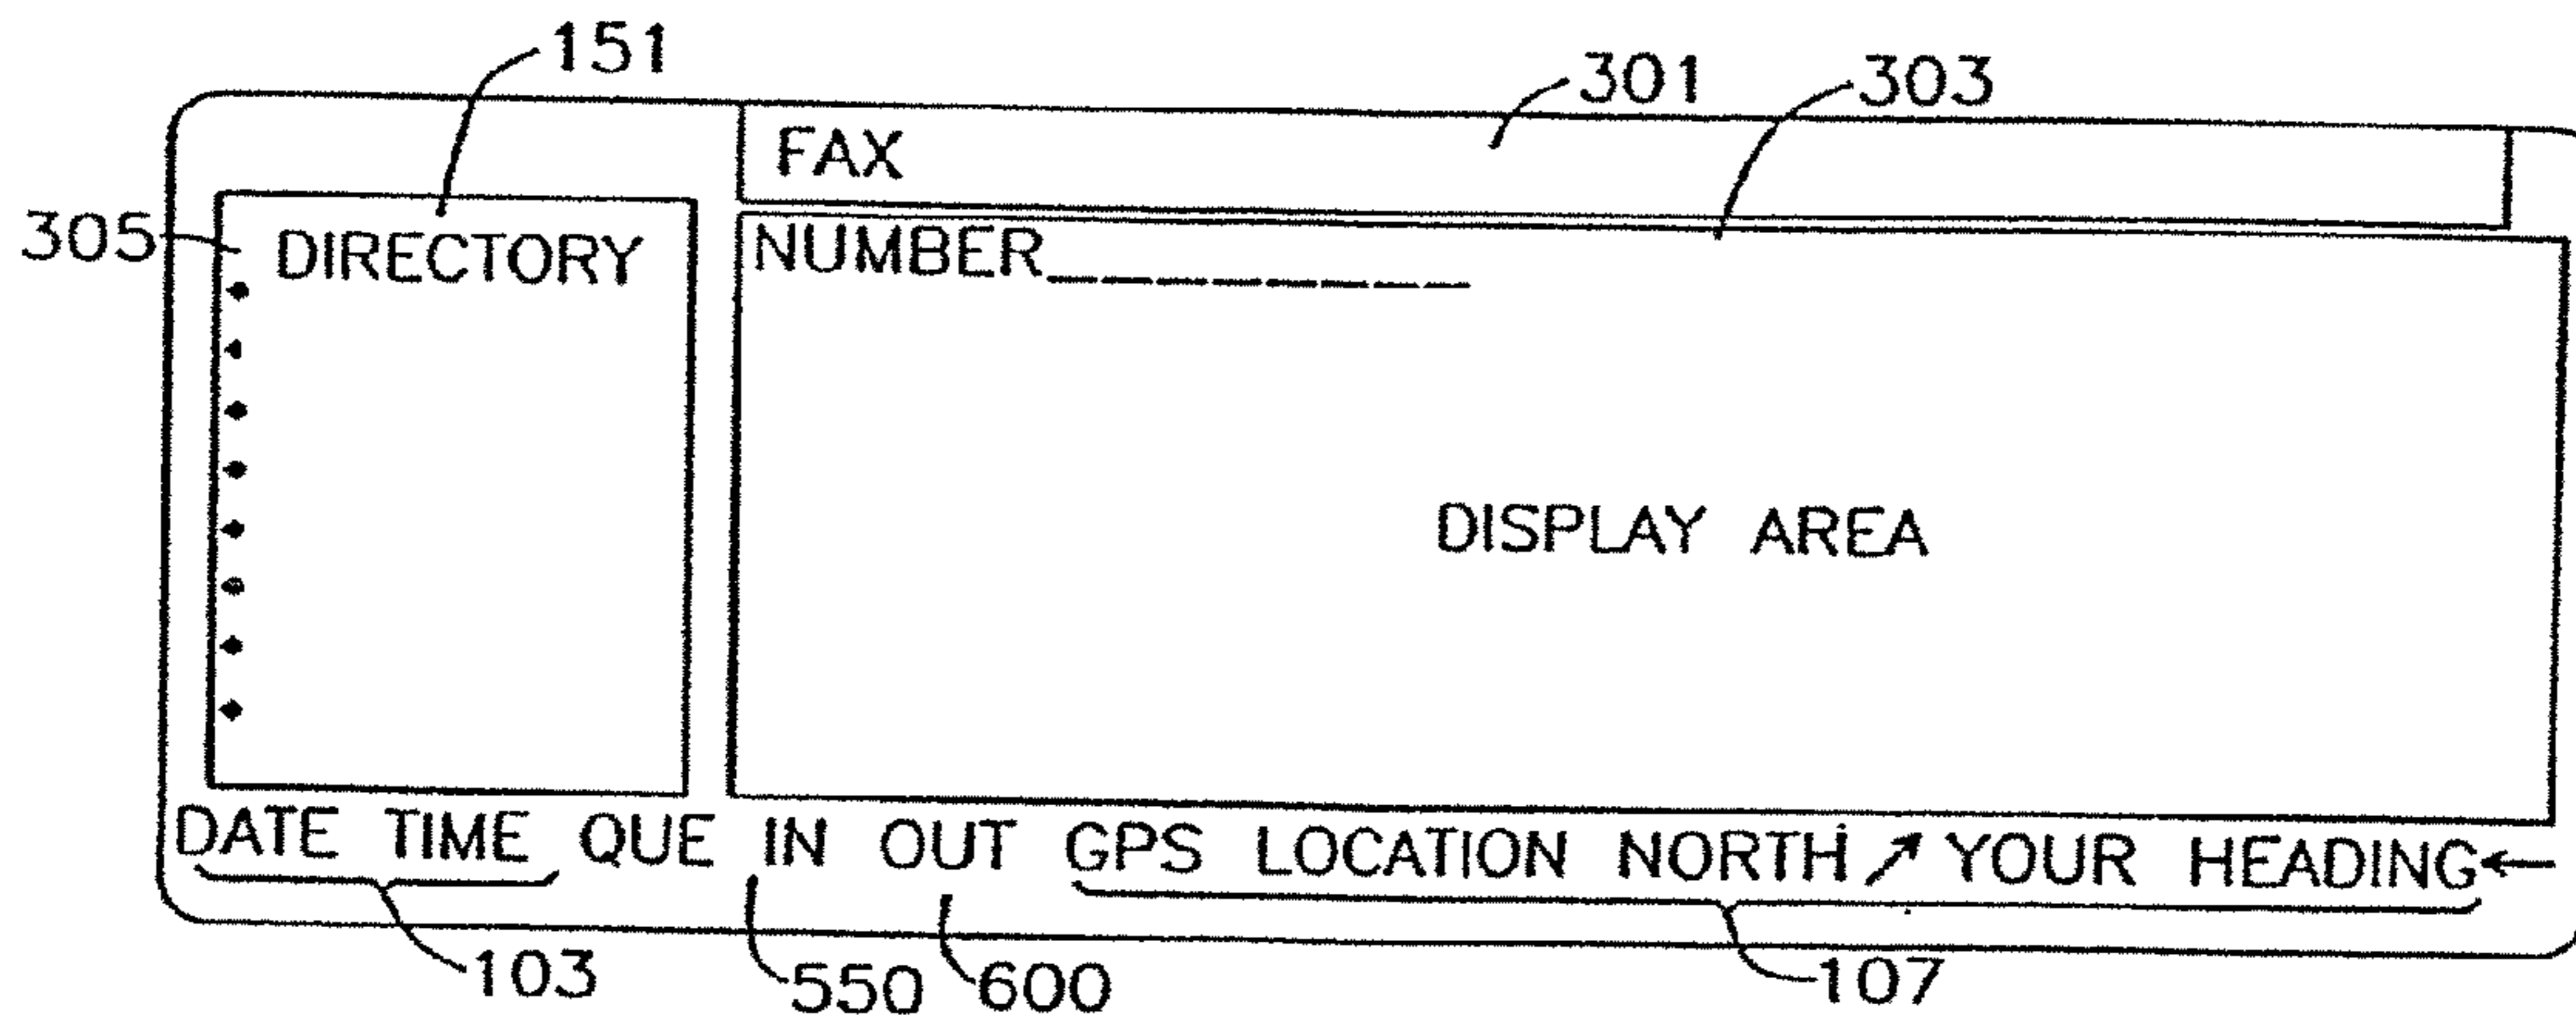 151
301
303
FAX
305
DIRECTORY
NUMBER_________
DISPLAY AREA
DATE TIME QUE IN OUT GPS LOCATION NORTH↗ YOUR HEADING←
103
550
600
107